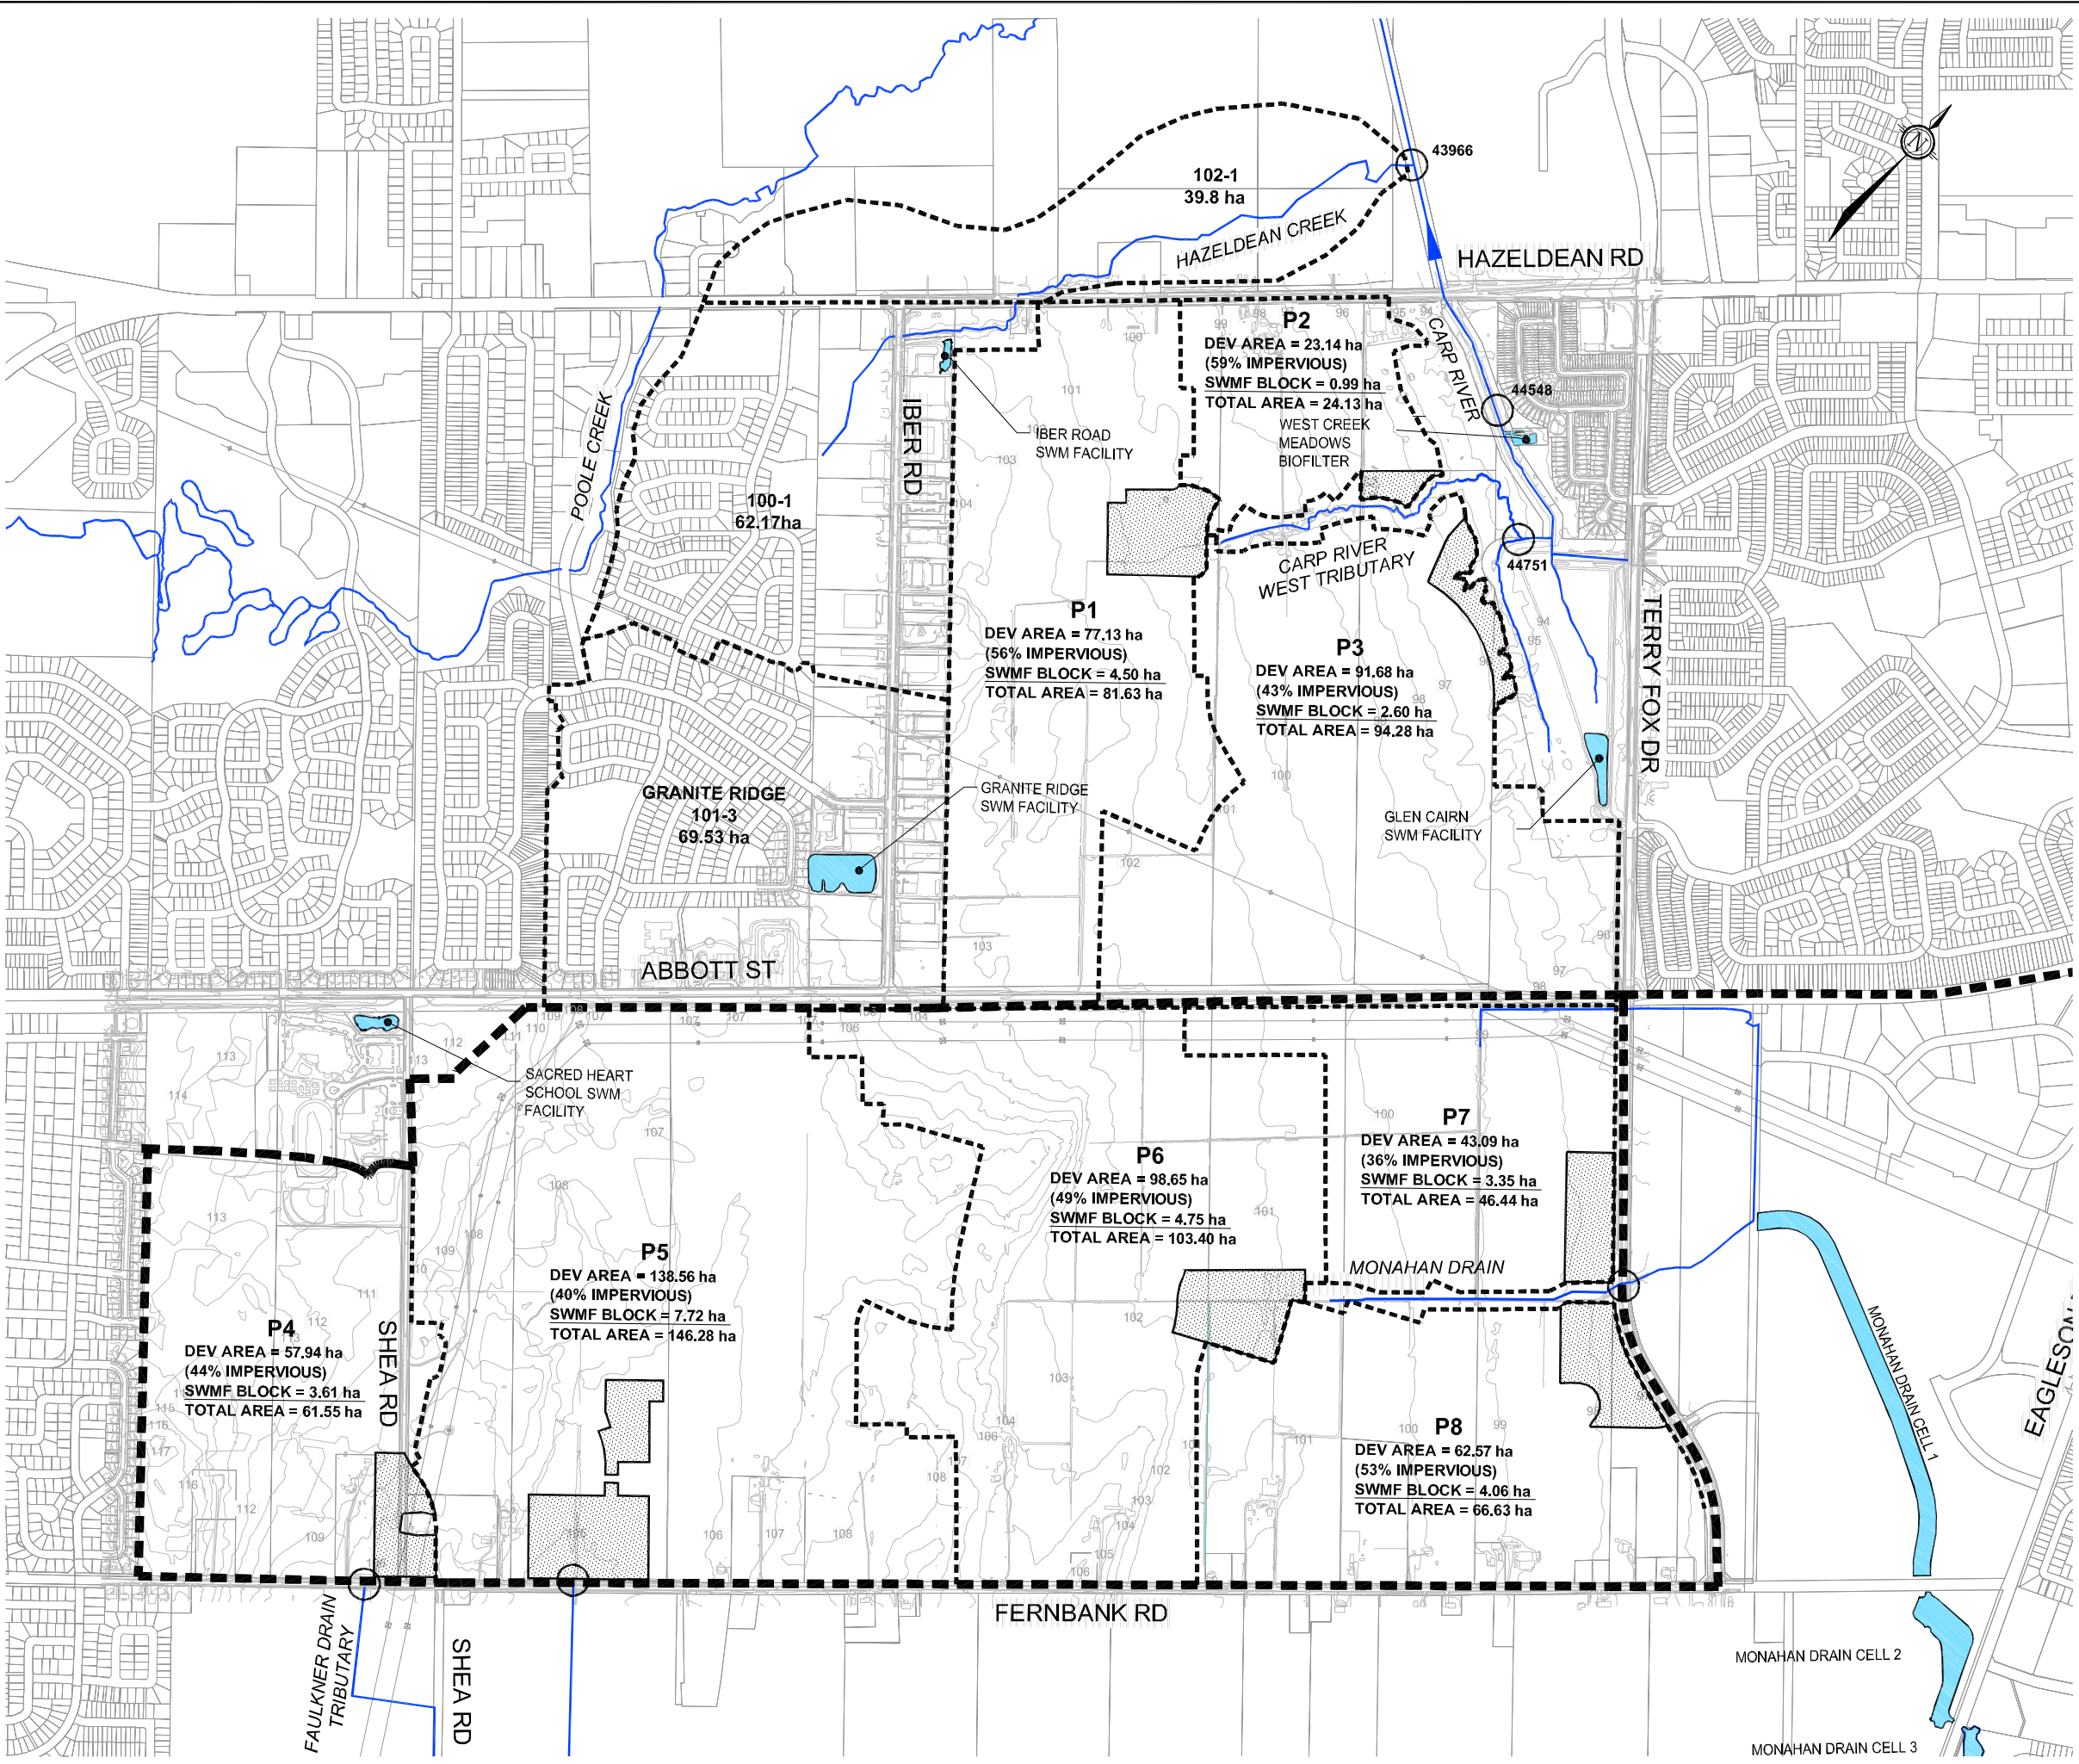 43966
102-1
39.8 ha
N
HAZELDEAN CREEK
HAZELDEAN RD
P2
DEV AREA = 23.14 ha
(59% IMPERVIOUS)
SWMF BLOCK = 0.99 ha
TOTAL AREA = 24.13 ha
CARP RIVER
44548
WEST CREEK
MEADOWS
BIOFILTER
IBER ROAD
SWM FACILITY
IBER RD
POOLE CREEK
100-1
62.17ha
CARP RIVER
WEST TRIBUTARY
44751
P1
DEV AREA = 77.13 ha
(56% IMPERVIOUS)
SWMF BLOCK = 4.50 ha
TOTAL AREA = 81.63 ha
P3
DEV AREA = 91.68 ha
(43% IMPERVIOUS)
SWMF BLOCK = 2.60 ha
TOTAL AREA = 94.28 ha
TERRY FOX DR
GRANITE RIDGE
101-3
69.53 ha
GRANITE RIDGE
SWM FACILITY
GLEN CAIRN
SWM FACILITY
ABBOTT ST
SACRED HEART
SCHOOL SWM
FACILITY
P7
DEV AREA = 43.09 ha
(36% IMPERVIOUS)
SWMF BLOCK = 3.35 ha
TOTAL AREA = 46.44 ha
P6
DEV AREA = 98.65 ha
(49% IMPERVIOUS)
SWMF BLOCK = 4.75 ha
TOTAL AREA = 103.40 ha
P5
DEV AREA = 138.56 ha
(40% IMPERVIOUS)
SWMF BLOCK = 7.72 ha
TOTAL AREA = 146.28 ha
MONAHAN DRAIN
P4
DEV AREA = 57.94 ha
(44% IMPERVIOUS)
SWMF BLOCK = 3.61 ha
TOTAL AREA = 61.55 ha
SHEA RD
MONAHAN DRAIN CELL 1
EAGLESON
P8
DEV AREA = 62.57 ha
(53% IMPERVIOUS)
SWMF BLOCK = 4.06 ha
TOTAL AREA = 66.63 ha
FERNBANK RD
FAULKNER DRAIN
TRIBUTARY
SHEA RD
MONAHAN DRAIN CELL 2
MONAHAN DRAIN CELL 3